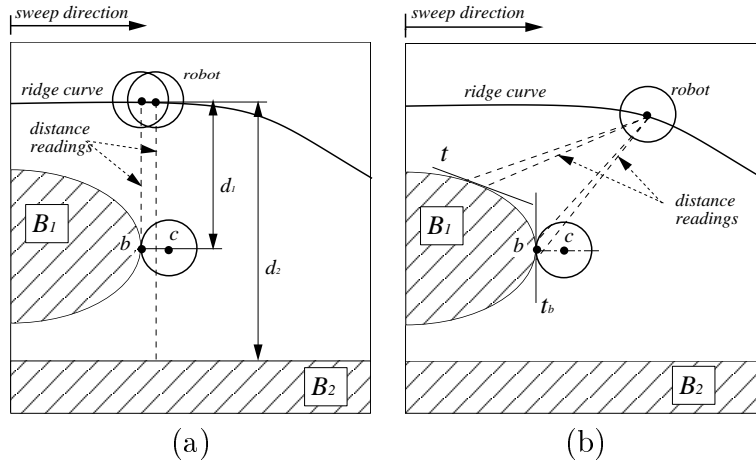 sweep direction
robot
ridge curve
distance
readings
d1
B1
b
c
d2
B2
(a)
sweep direction
ridge curve
robot
t
distance
readings
B1
b
c
tb
B2
(b)